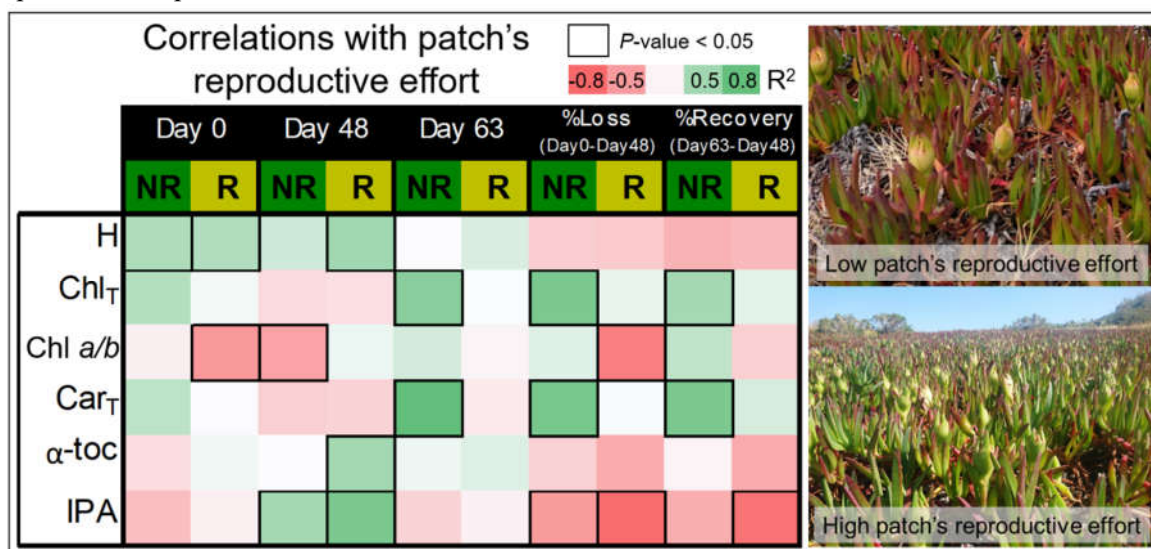 Correlations with patch's
reproductive effort
P-value < 0.05
-0.8 -0.5 0.5 0.8 R²
Day 0 Day 48 Day 63 %Loss %Recovery
(Day0-Day48) (Day63-Day48)
NR R NR R NR R NR R NR R
H
Chl_T
Chl a/b
Car_T
α-toc
IPA
Low patch's reproductive effort
High patch's reproductive effort